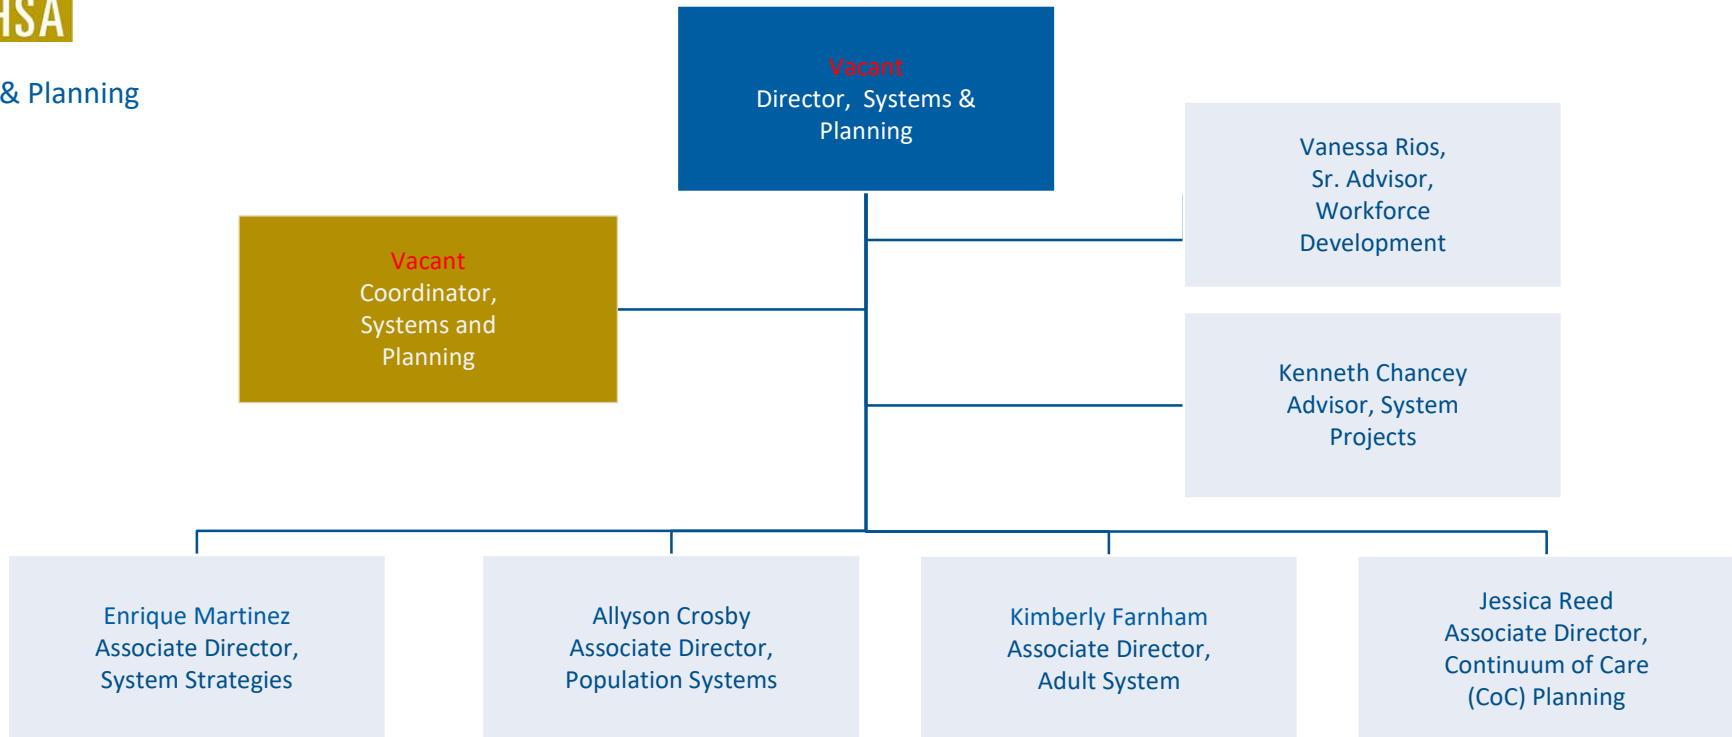 HSA
& Planning
Vacant
Director, Systems &
Planning
Vanessa Rios,
Sr. Advisor,
Workforce
Development
Vacant
Coordinator,
Systems and
Planning
Kenneth Chancey
Advisor, System
Projects
Enrique Martinez
Associate Director,
System Strategies
Allyson Crosby
Associate Director,
Population Systems
Kimberly Farnham
Associate Director,
Adult System
Jessica Reed
Associate Director,
Continuum of Care
(CoC) Planning